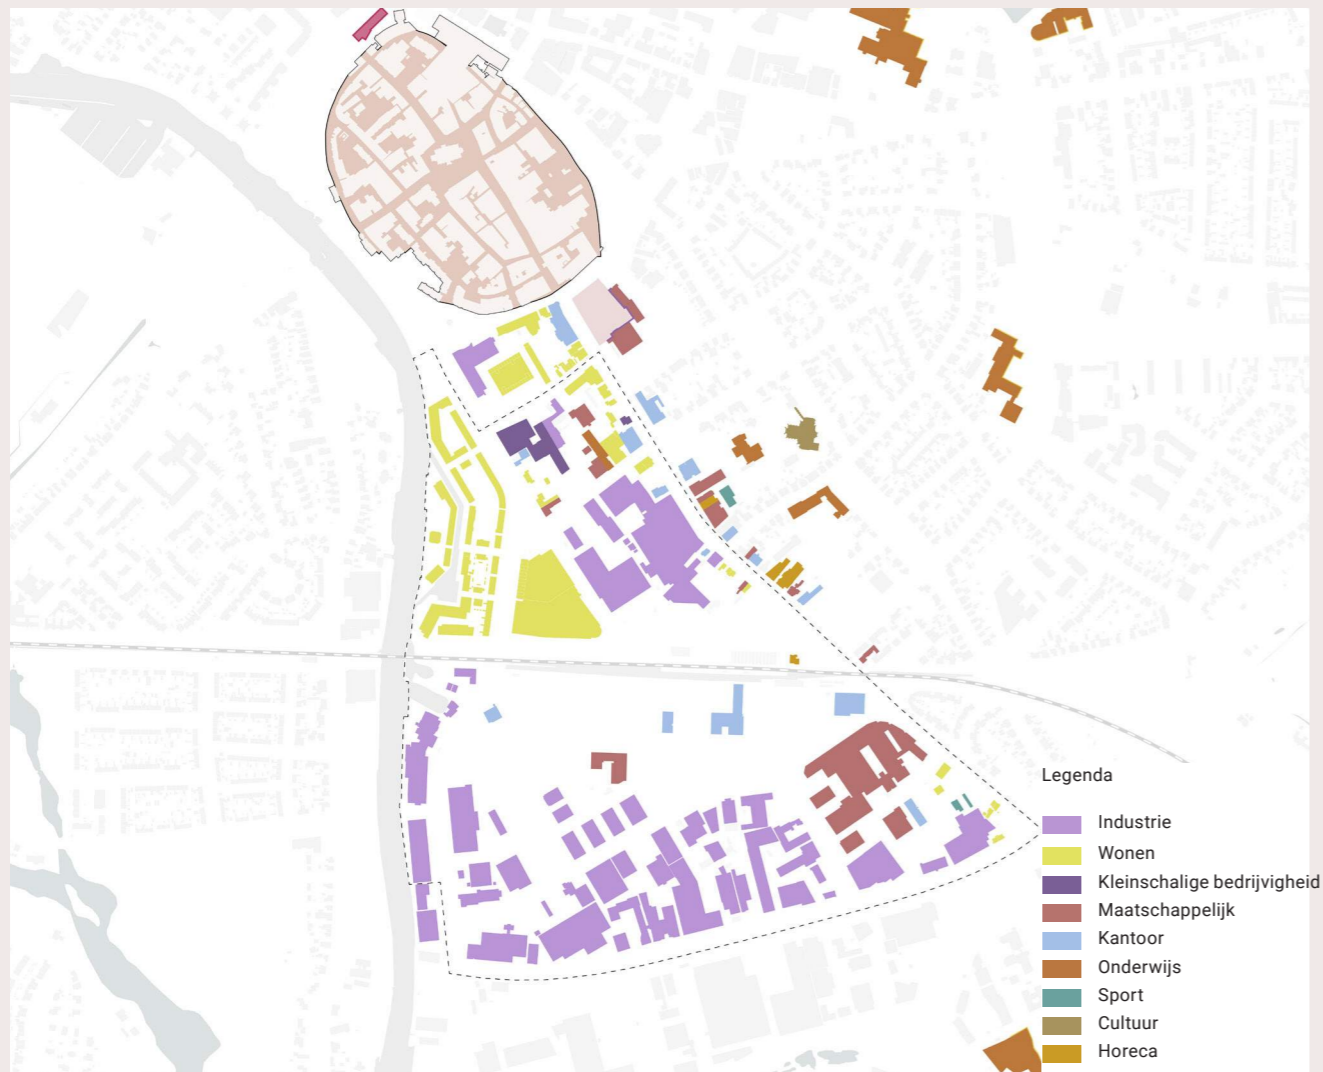 Legenda
Industrie
Wonen
Kleinschalige bedrijvigheid
Maatschappelijk
Kantoor
Onderwijs
Sport
Cultuur
Horeca